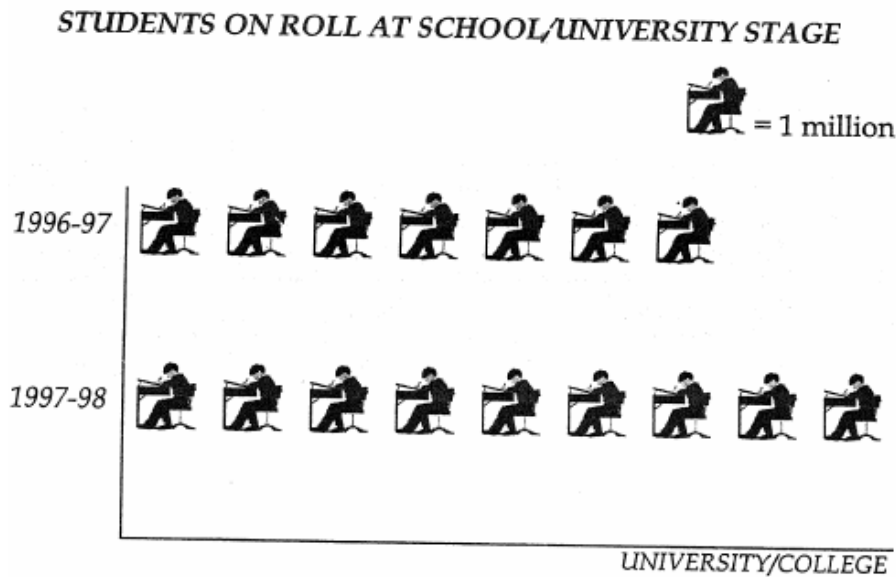 STUDENTS ON ROLL AT SCHOOL/UNIVERSITY STAGE
= 1 million
1996-97
1997-98
UNIVERSITY/COLLEGE